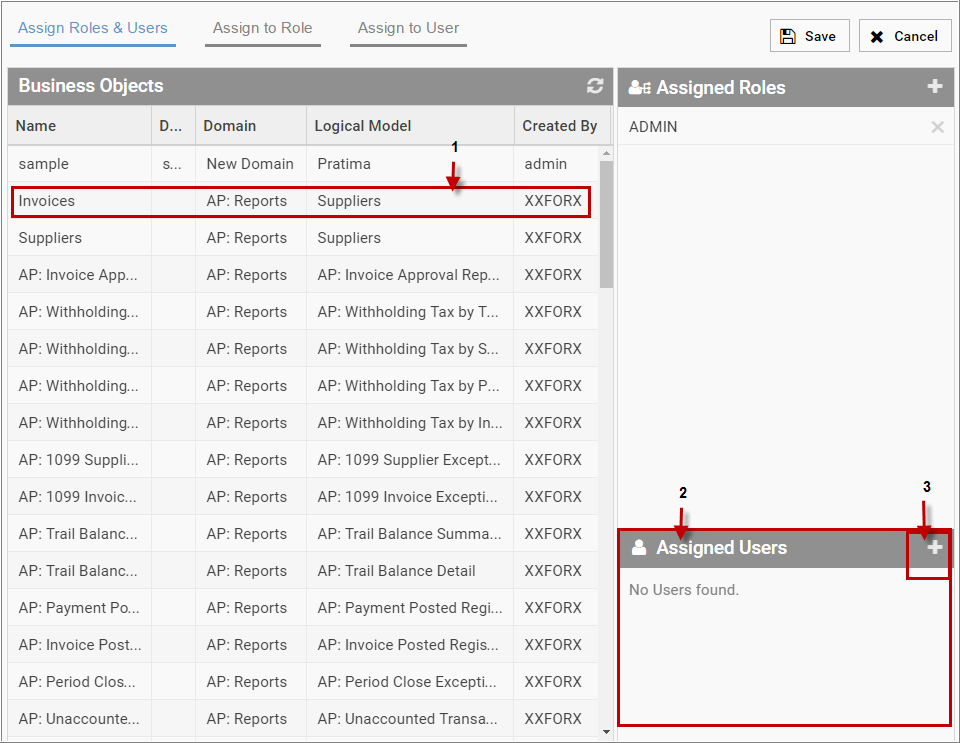 Assign Roles & Users Assign to Role Assign to User Save Cancel
Business Objects Assigned Roles
Name D... Domain Logical Model Created By ADMIN
1
sample s... New Domain Pratima admin
Invoices AP: Reports Suppliers XXFORX
Suppliers AP: Reports Suppliers XXFORX
AP: Invoice App... AP: Reports AP: Invoice Approval Rep... XXFORX
AP: Withholding... AP: Reports AP: Withholding Tax by T... XXFORX
AP: Withholding... AP: Reports AP: Withholding Tax by S... XXFORX
AP: Withholding... AP: Reports AP: Withholding Tax by P... XXFORX
AP: Withholding... AP: Reports AP: Withholding Tax by In... XXFORX
AP: 1099 Suppli... AP: Reports AP: 1099 Supplier Except... XXFORX
AP: 1099 Invoic... AP: Reports AP: 1099 Invoice Excepti... XXFORX
2 3
AP: Trail Balanc... AP: Reports AP: Trail Balance Summa... XXFORX
Assigned Users
AP: Trail Balanc... AP: Reports AP: Trail Balance Detail XXFORX
No Users found.
AP: Payment Po... AP: Reports AP: Payment Posted Regi... XXFORX
AP: Invoice Post... AP: Reports AP: Invoice Posted Regis... XXFORX
AP: Period Clos... AP: Reports AP: Period Close Excepti... XXFORX
AP: Unaccounte... AP: Reports AP: Unaccounted Transa... XXFORX